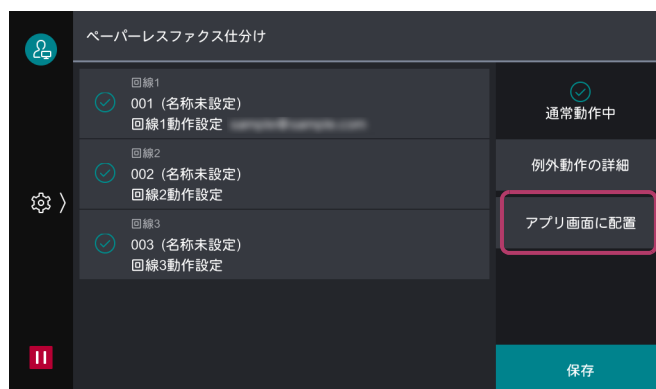 ペーパーレスファクス仕分け
回線1
001 (名称未設定)
回線1動作設定
回線2
002 (名称未設定)
回線2動作設定
回線3
003 (名称未設定)
回線3動作設定
通常動作中
例外動作の詳細
アプリ画面に配置
保存